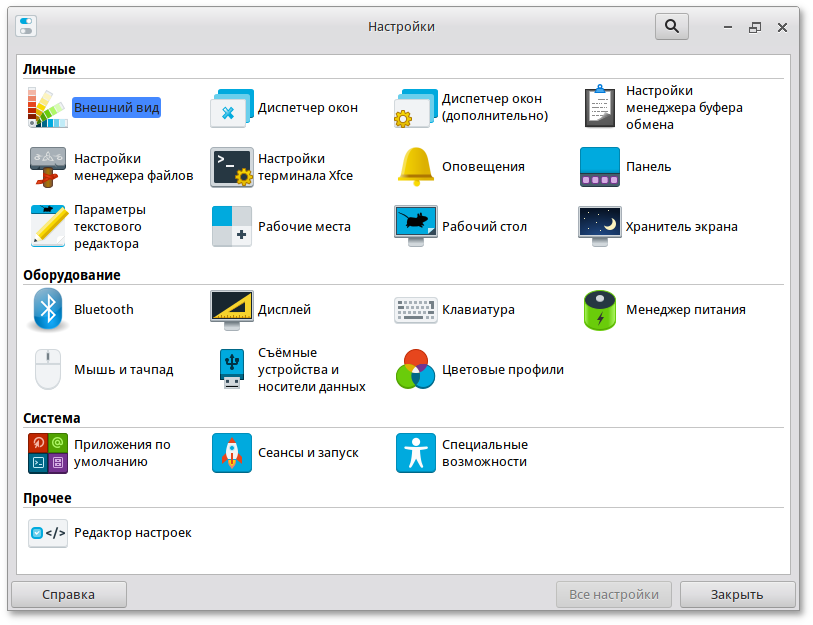 Настройки
Личные
Внешний вид
Диспетчер окон
Диспетчер окон
(дополнительно)
Настройки
менеджера буфера
обмена
Настройки
менеджера файлов
Настройки
терминала Xfce
Оповещения
Панель
Параметры
текстового
редактора
Рабочие места
Рабочий стол
Хранитель экрана
Оборудование
Bluetooth
Дисплей
Клавиатура
Менеджер питания
Мышь и тачпад
Съёмные
устройства и
носители данных
Цветовые профили
Система
Приложения по
умолчанию
Сеансы и запуск
Специальные
возможности
Прочее
Редактор настроек
Справка
Все настройки
Закрыть